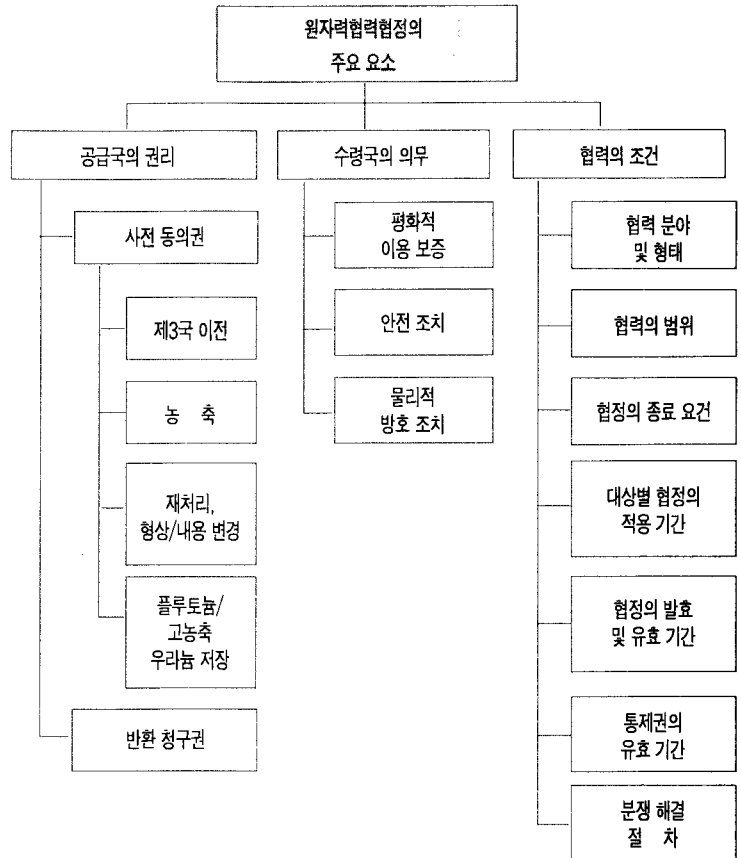 원자력협력협정의
주요 요소
공급국의 권리
사전 동의권
제3국 이전
농 축
재처리,
형상/내용 변경
플루토늄/
고농축
우라늄 저장
반환 청구권
수령국의 의무
평화적
이용 보증
안전 조치
물리적
방호 조치
협력의 조건
협력 분야
및 형태
협력의 범위
협정의 종료 요건
대상별 협정의
적용 기간
협정의 발효
및 유효 기간
통제권의
유효 기간
분쟁 해결
절 차